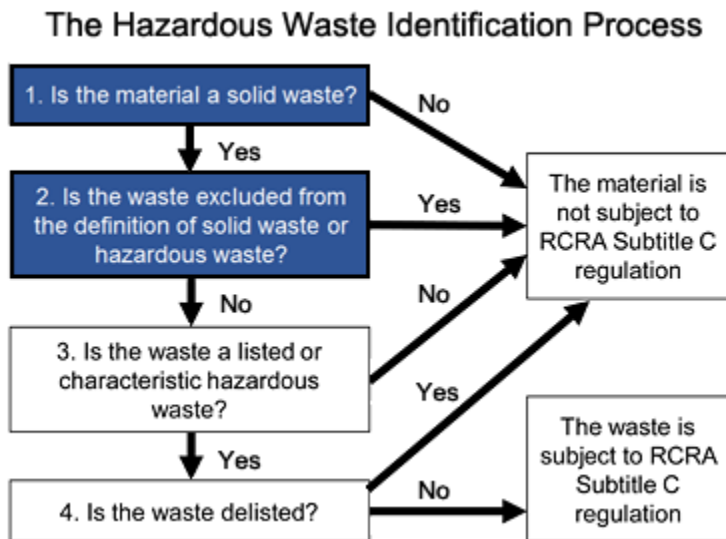 The Hazardous Waste Identification Process
1. Is the material a solid waste?
No
Yes
2. Is the waste excluded from
the definition of solid waste or
hazardous waste?
Yes
The material is
not subject to
RCRA Subtitle C
regulation
No
No
3. Is the waste a listed or
characteristic hazardous
waste?
Yes
Yes
4. Is the waste delisted?
No
The waste is
subject to RCRA
Subtitle C
regulation